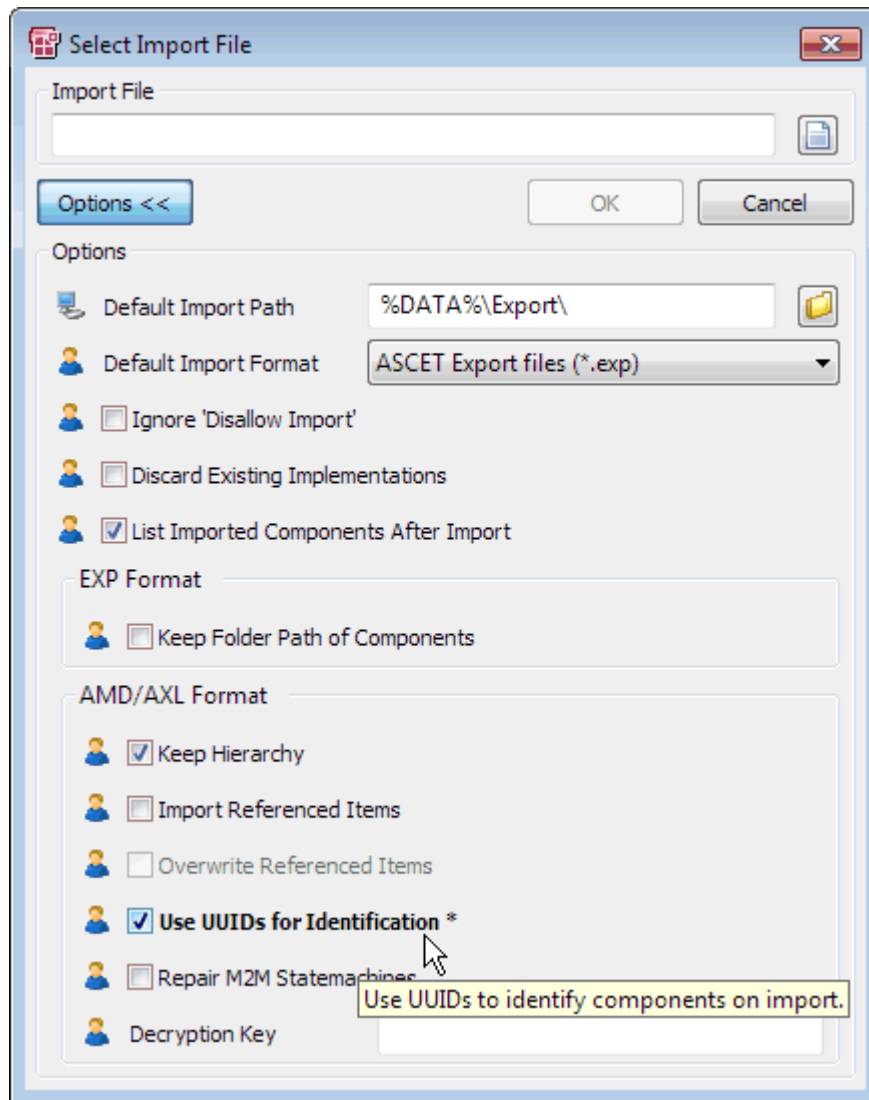 Select Import File
Import File
Options <<
OK
Cancel
Options
Default Import Path
%DATA%\Export\
Default Import Format
ASCET Export files (*.exp)
Ignore 'Disallow Import'
Discard Existing Implementations
List Imported Components After Import
EXP Format
Keep Folder Path of Components
AMD/AXL Format
Keep Hierarchy
Import Referenced Items
Overwrite Referenced Items
Use UUIDs for Identification *
Repair M2M Statemachines
Use UUIDs to identify components on import.
Decryption Key